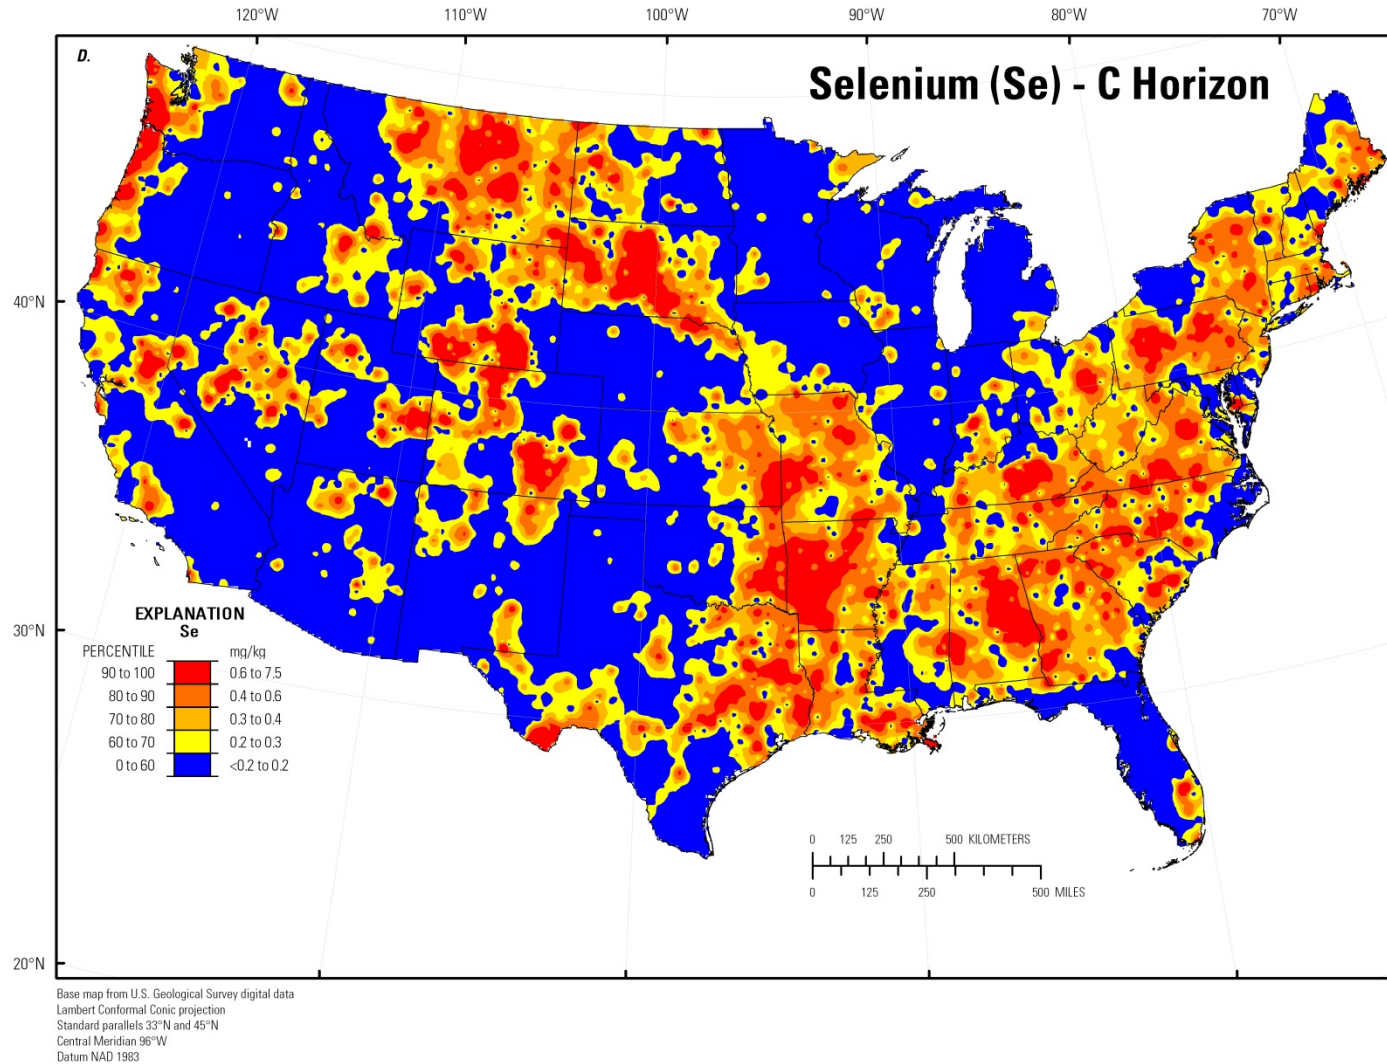 120°W 110°W 100°W 90°W 80°W 70°W
D.
Selenium (Se) - C Horizon
40°N
30°N
20°N
EXPLANATION
Se
PERCENTILE mg/kg
90 to 100 0.6 to 7.5
80 to 90 0.4 to 0.6
70 to 80 0.3 to 0.4
60 to 70 0.2 to 0.3
0 to 60 <0.2 to 0.2
0 125 250 500 KILOMETERS
0 125 250 500 MILES
Base map from U.S. Geological Survey digital data
Lambert Conformal Conic projection
Standard parallels 33°N and 45°N
Central Meridian 96°W
Datum NAD 1983